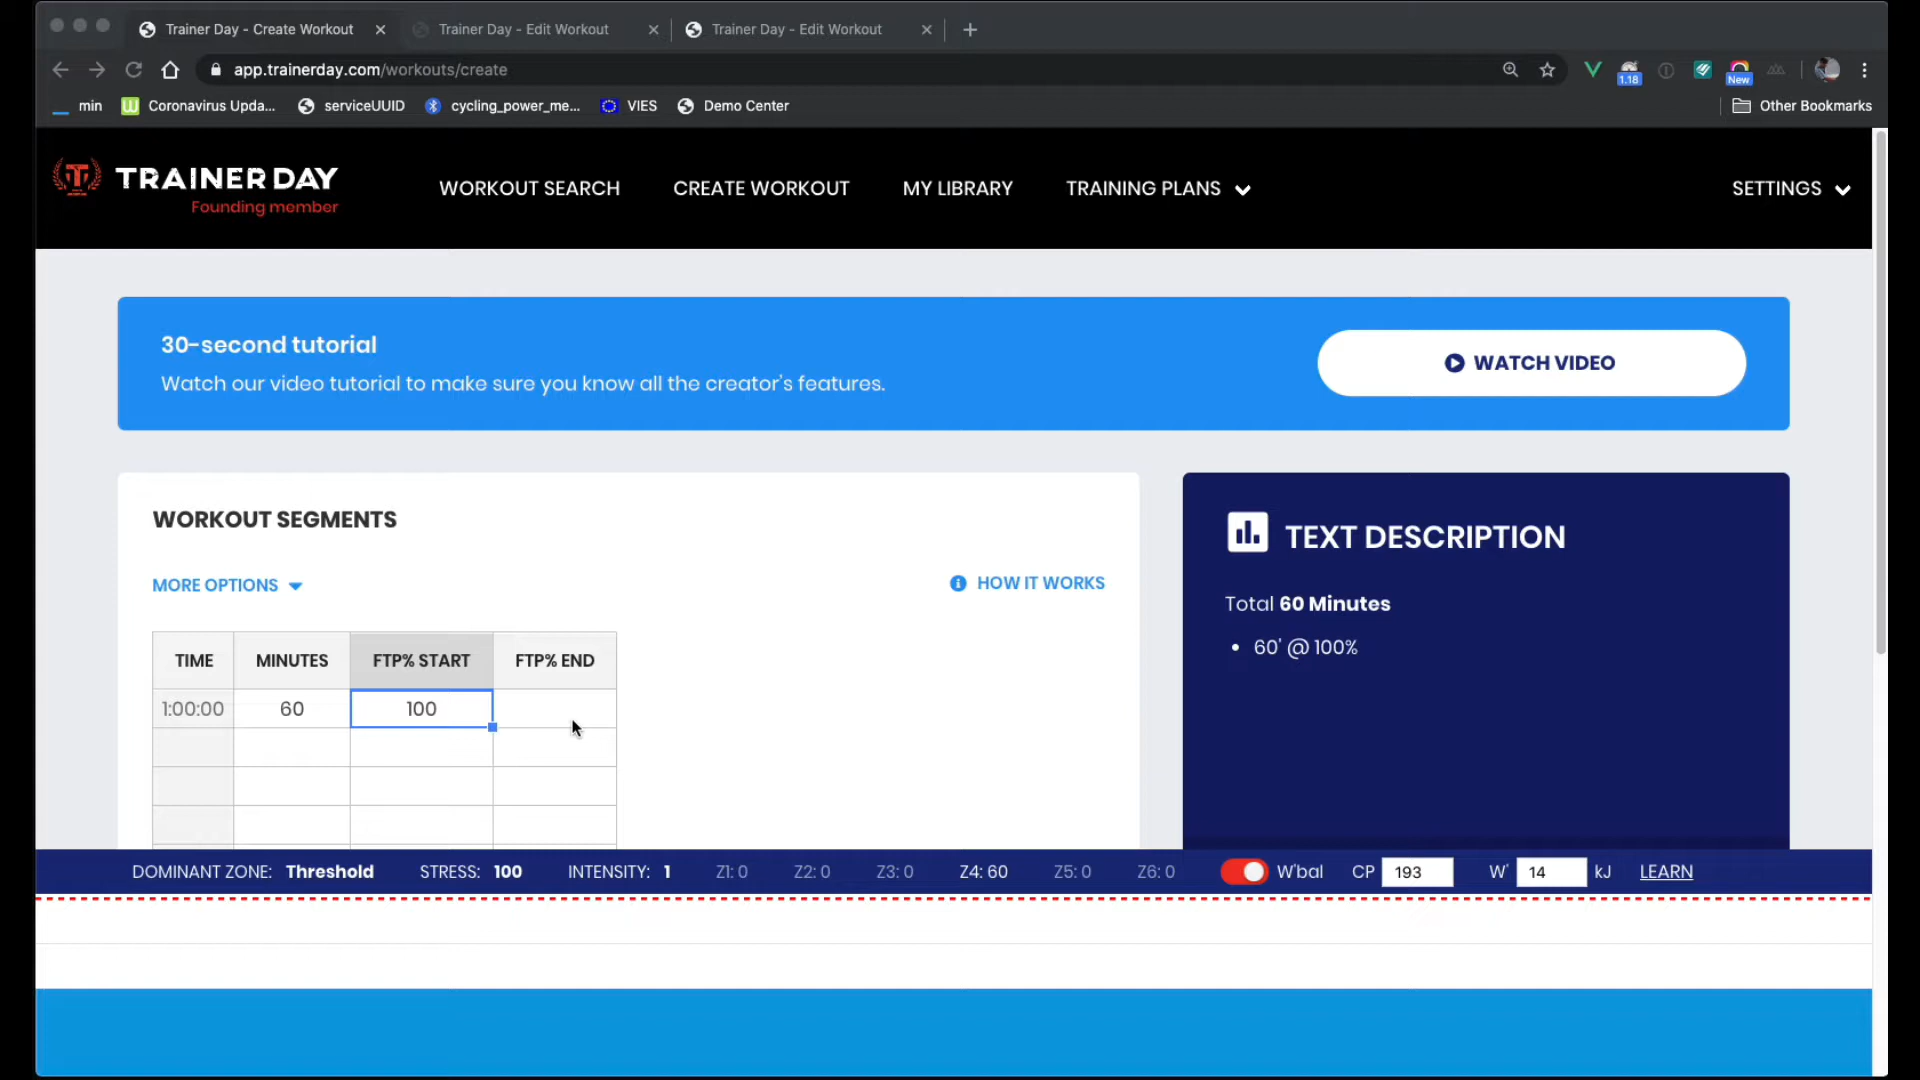 Trainer Day - Create Workout
Trainer Day - Edit Workout
Trainer Day - Edit Workout
app.trainerday.com/workouts/create
1.18
New
min
Coronavirus Upda...
serviceUUID
cycling_power_me...
VIES
Demo Center
Other Bookmarks
TRAINER DAY
Founding member
WORKOUT SEARCH
CREATE WORKOUT
MY LIBRARY
TRAINING PLANS
SETTINGS
30-second tutorial
Watch our video tutorial to make sure you know all the creator's features.
WATCH VIDEO
WORKOUT SEGMENTS
MORE OPTIONS
HOW IT WORKS
TIME MINUTES FTP% START FTP% END
1:00:00 60 100
TEXT DESCRIPTION
Total 60 Minutes
• 60' @ 100%
DOMINANT ZONE: Threshold STRESS: 100 INTENSITY: 1 Z1: 0 Z2: 0 Z3: 0 Z4: 60 Z5: 0 Z6: 0 W'bal CP 193 W' 14 kJ LEARN